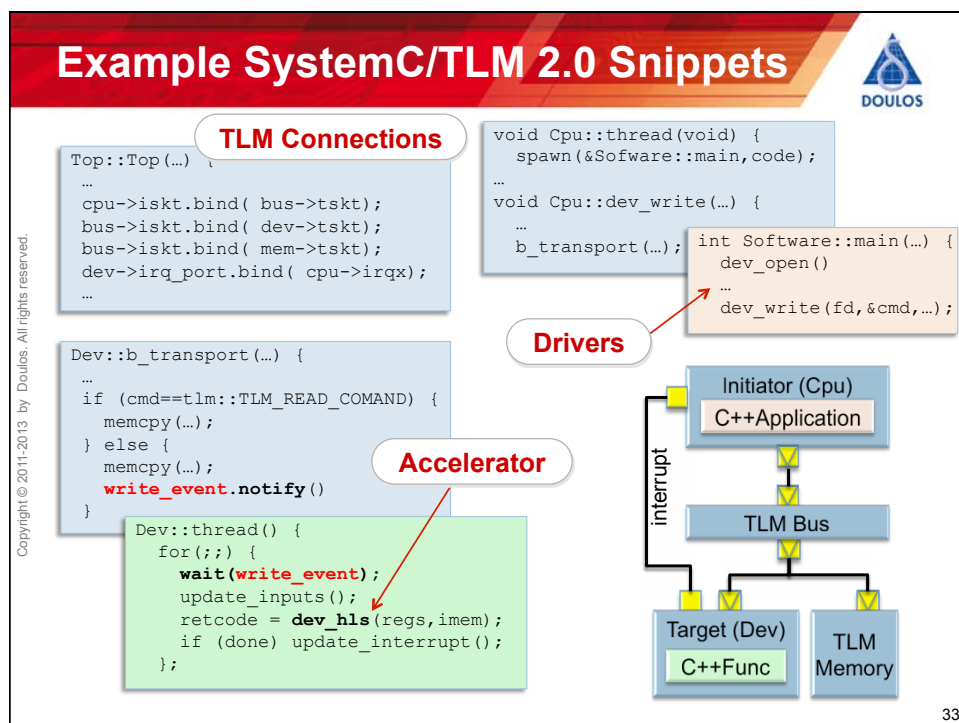 Example SystemC/TLM 2.0 Snippets
DOULOS
TLM Connections
Top::Top(…) {
…
cpu->iskt.bind( bus->tskt);
bus->iskt.bind( dev->tskt);
bus->iskt.bind( mem->tskt);
dev->irq_port.bind( cpu->irqx);
…
void Cpu::thread(void) {
spawn(&Sofware::main,code);
…
void Cpu::dev_write(…) {
…
b_transport(…);
int Software::main(…) {
dev_open()
…
dev_write(fd,&cmd,…);
Drivers
Dev::b_transport(…) {
…
if (cmd==tlm::TLM_READ_COMAND) {
memcpy(…);
} else {
memcpy(…);
write_event.notify()
}
Accelerator
Dev::thread() {
for(;;) {
wait(write_event);
update_inputs();
retcode = dev_hls(regs,imem);
if (done) update_interrupt();
};
Initiator (Cpu)
C++Application
interrupt
TLM Bus
Target (Dev)
C++Func
TLM
Memory
Copyright © 2011-2013 by Doulos. All rights reserved.
33